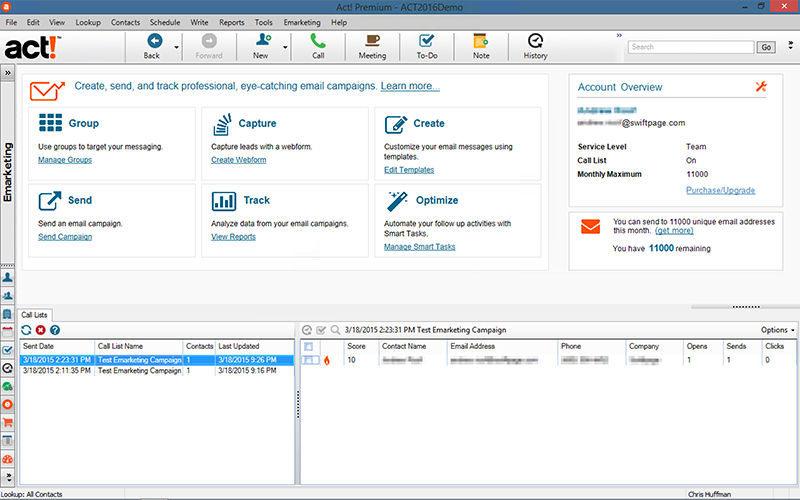 Act! Premium - ACT2016Demo
File Edit View Lookup Contacts Schedule Write Reports Tools Emarketing Help
act!™
Back Forward New Call Meeting To-Do Note History Search Go
Emarketing
Create, send, and track professional, eye-catching email campaigns. Learn more...
Group
Use groups to target your messaging.
Manage Groups
Capture
Capture leads with a webform.
Create Webform
Create
Customize your email messages using
templates.
Edit Templates
Send
Send an email campaign.
Send Campaign
Track
Analyze data from your email campaigns.
View Reports
Optimize
Automate your follow up activities with
Smart Tasks.
Manage Smart Tasks
Account Overview
@swiftpage.com
Service Level Team
Call List On
Monthly Maximum 11000
Purchase/Upgrade
You can send to 11000 unique email addresses
this month. (get more)
You have 11000 remaining
Call Lists
Sent Date Call List Name Contacts Last Updated
3/18/2015 2:23:31 PM Test Emarketing Campaign 1 3/18/2015 9:26 PM
3/18/2015 2:11:35 PM Test Emarketing Campaign 1 3/18/2015 9:16 PM
3/18/2015 2:23:31 PM Test Emarketing Campaign Options
Score Contact Name Email Address Phone Company Opens Sends Clicks
10 1 1 0
Lookup: All Contacts Chris Huffman